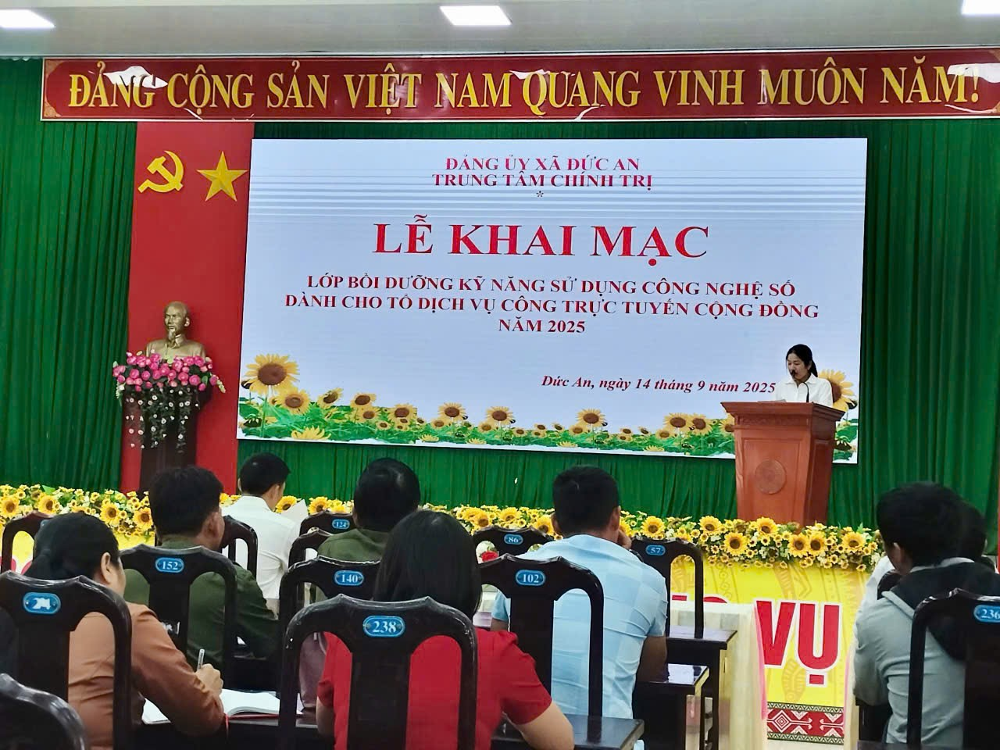 ĐẢNG CỘNG SẢN VIỆT NAM QUANG VINH MUÔN NĂM!
ĐẢNG ỦY XÃ ĐỨC AN
TRUNG TÂM CHÍNH TRỊ
*
LỄ KHAI MẠC
LỚP BỒI DƯỠNG KỸ NĂNG SỬ DỤNG CÔNG NGHỆ SỐ
DÀNH CHO TỔ DỊCH VỤ CÔNG TRỰC TUYẾN CỘNG ĐỒNG
NĂM 2025
Đức An, ngày 14 tháng 9 năm 2025
124
86
57
152
140
102
238
236
VỤ